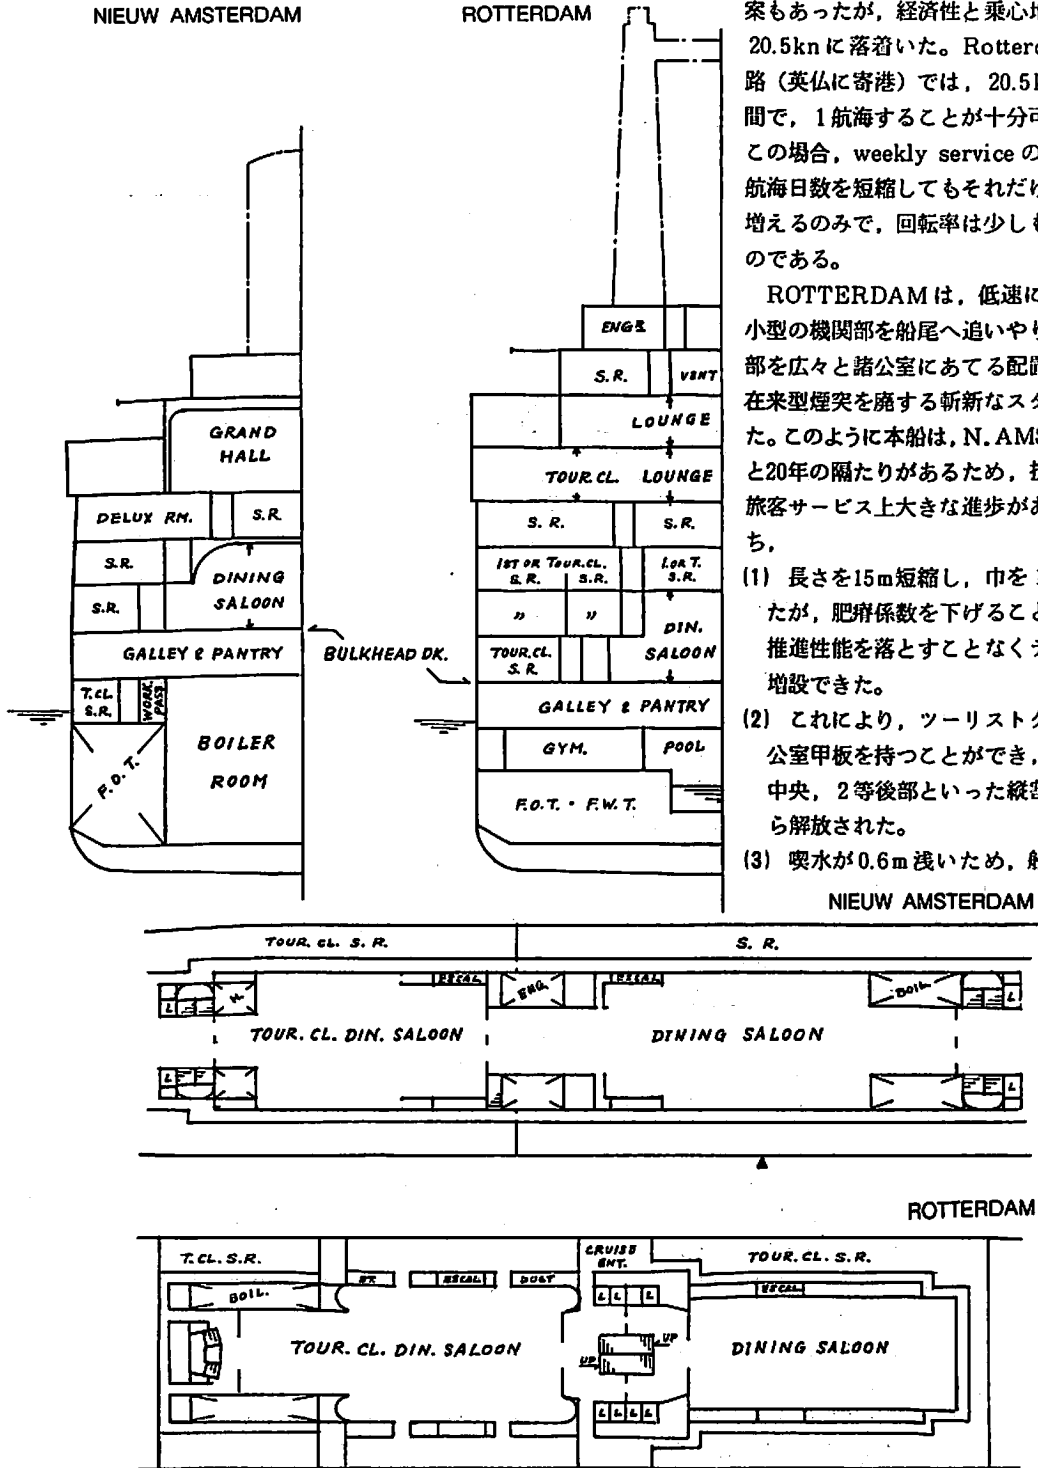 NIEUW AMSTERDAM
ROTTERDAM
案もあったが，経済性と乗心
20.5knに落着いた。Rotter
路（英仏に寄港）では，20.5
間で，1航海することが十分
この場合，weekly serviceの
航海日数を短縮してもそれだけ
増えるのみで，回転率は少しも
のである。
ROTTERDAMは，低速に
小型の機関部を船尾へ追いやり
部を広々と諸公室にあてる配置
在来型煙突を廃する斬新なスタ
た。このように本船は，N.AMS
と20年の隔たりがあるため，
旅客サービス上大きな進歩があ
ち，
(1) 長さを15m短縮し，巾を
たが，肥瘠係数を下げること
推進性能を落とすことなくデ
増設できた。
(2) これにより，ツーリストク
公室甲板を持つことができ，
中央，2等後部といった縦割
ら解放された。
(3) 喫水が0.6m浅いため，
GRAND
HALL
DELUX RM.
S.R.
S.R.
DINING
SALOON
S.R.
GALLEY & PANTRY
T.CL.
S.R.
WORK.
PASS
BOILER
ROOM
F.O.T.
BULKHEAD DK.
ENGR.
S.R.
VENT
LOUNGE
TOUR.CL. LOUNGE
S.R.
S.R.
1ST OR TOUR.CL.
S.R.
S.R.
1.OR T.
S.R.
〃
〃
DIN.
SALOON
TOUR.CL.
S.R.
GALLEY & PANTRY
GYM.
POOL
F.O.T. • F.W.T.
NIEUW AMSTERDAM
TOUR. CL. S.R.
S.R.
ESCAL
ENG.
ESCAL
BOIL.
L
L
TOUR. CL. DIN. SALOON
DINING SALOON
L
L
ROTTERDAM
T.CL.S.R.
CRUISE
ENT.
TOUR.CL.S.R.
ESCAL
DUCT
ESCAL
BOIL.
L L L
TOUR. CL. DIN. SALOON
UP
UP
DINING SALOON
L L L L